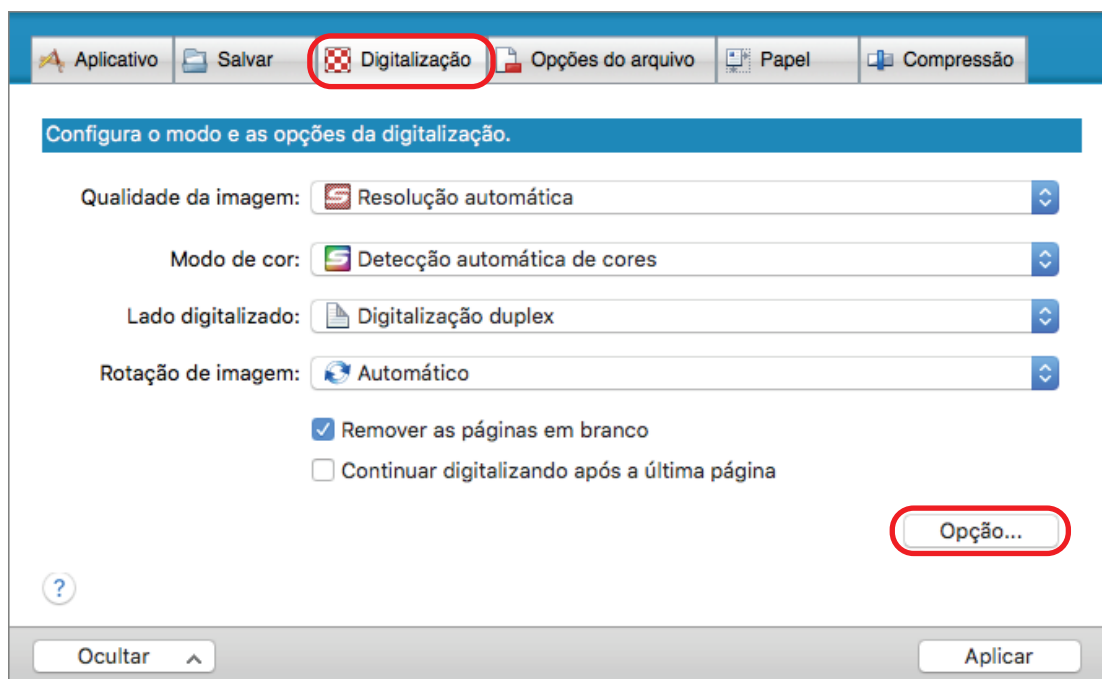 Aplicativo Salvar Digitalização Opções do arquivo Papel Compressão
Configura o modo e as opções da digitalização.
Qualidade da imagem: Resolução automática
Modo de cor: Detecção automática de cores
Lado digitalizado: Digitalização duplex
Rotação de imagem: Automático
Remover as páginas em branco
Continuar digitalizando após a última página
Opção...
?
Ocultar Aplicar